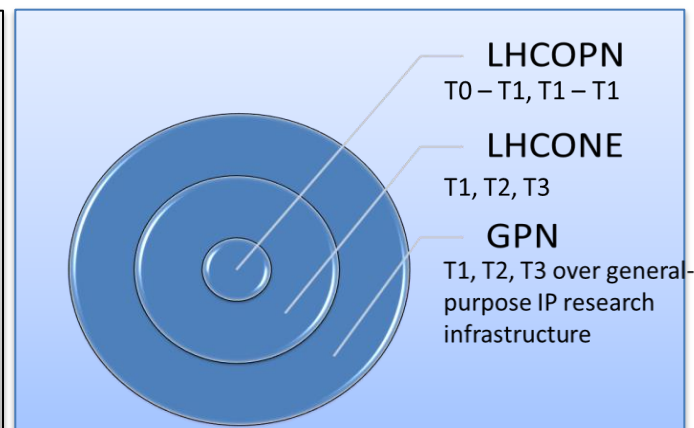 LHCOPN
T0 – T1, T1 – T1
LHCONE
T1, T2, T3
GPN
T1, T2, T3 over general-
purpose IP research
infrastructure